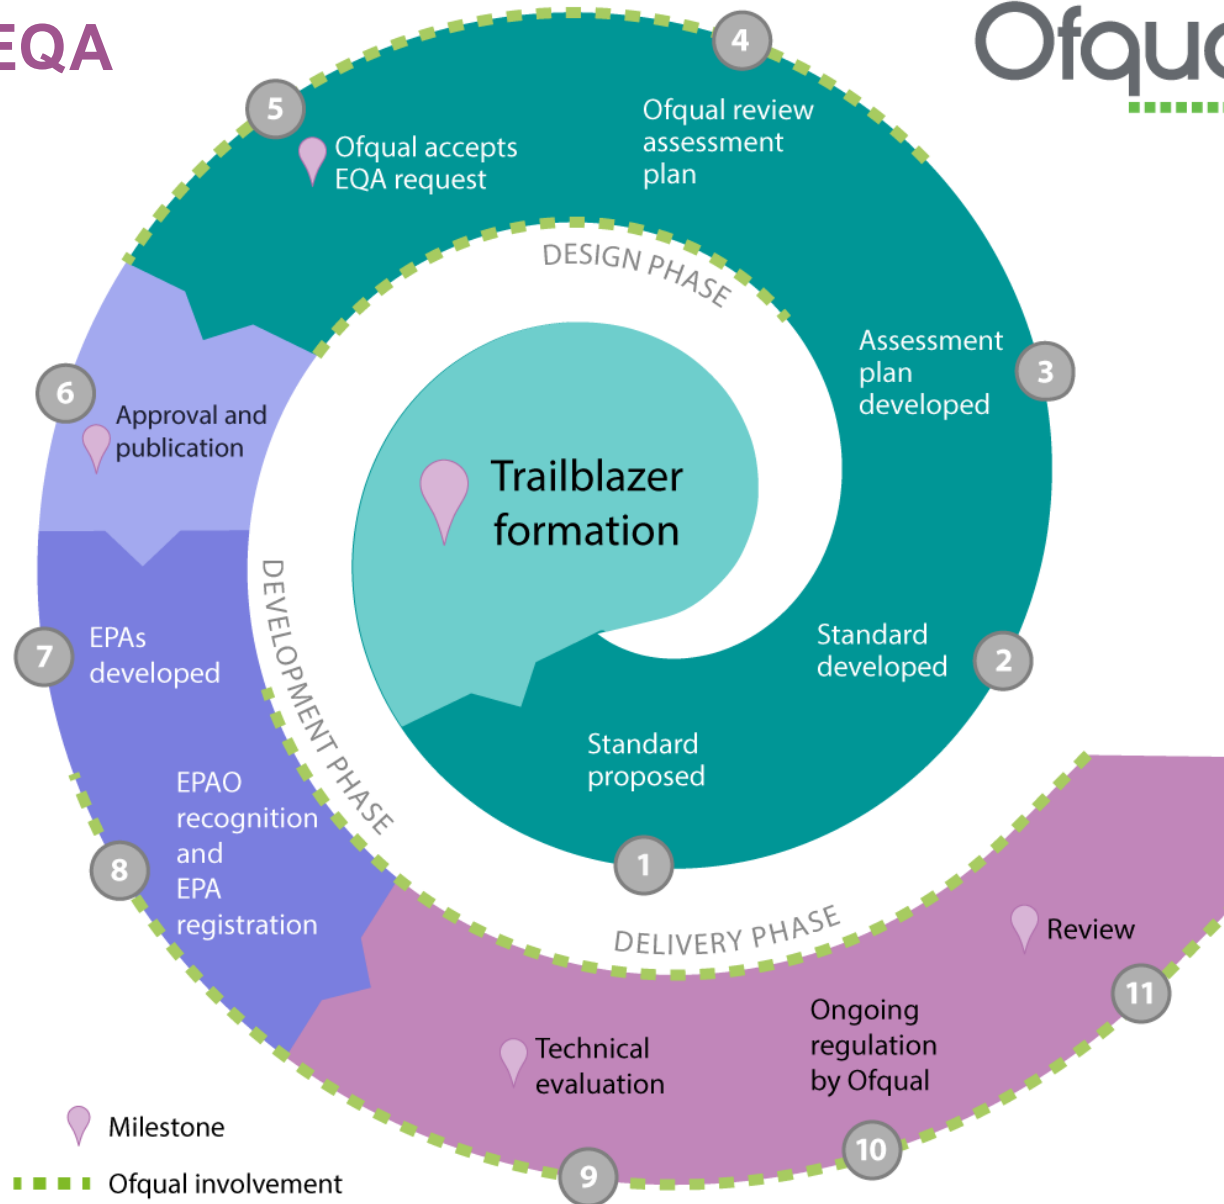 EQA
Ofqua
4
5
Ofqual review
assessment
plan
Ofqual accepts
EQA request
DESIGN PHASE
Assessment
plan
developed
3
6
Approval and
publication
Trailblazer
formation
DEVELOPMENT PHASE
EPAs
developed
7
Standard
developed
2
Standard
proposed
1
EPAO
recognition
and
EPA
registration
8
DELIVERY PHASE
Review
11
Ongoing
regulation
by Ofqual
10
Technical
evaluation
9
Milestone
Ofqual involvement